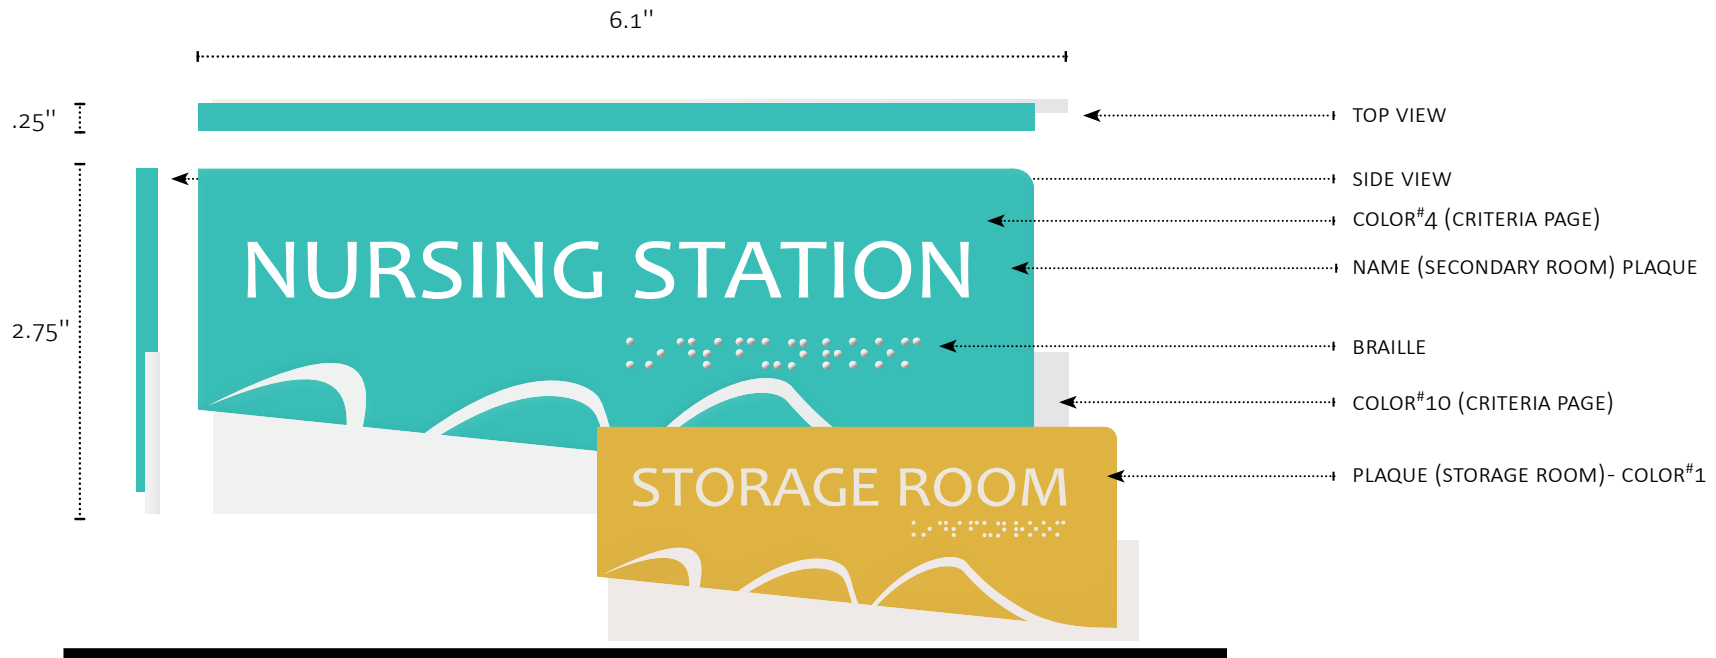 6.1"
.25"
TOP VIEW
SIDE VIEW
COLOR#4 (CRITERIA PAGE)
NURSING STATION
NAME (SECONDARY ROOM) PLAQUE
2.75"
BRAILLE
COLOR#10 (CRITERIA PAGE)
STORAGE ROOM
PLAQUE (STORAGE ROOM)- COLOR#1